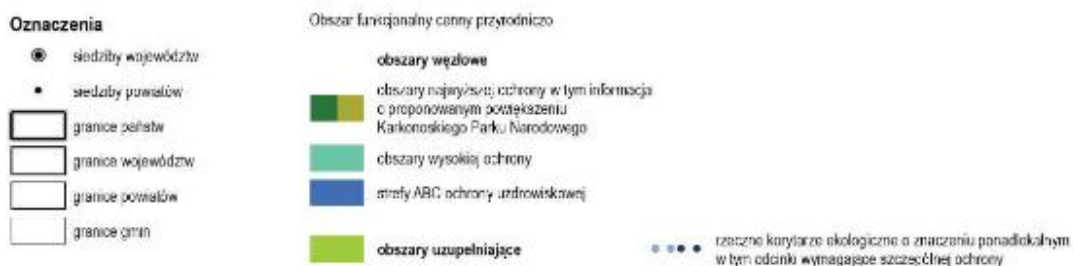 Oznaczenia
siedziby województw
siedziby powiatów
granice państw
granice województw
granice powiatów
granice gmin
Obszar funkcjonalny cenny przyrodniczo
obszary węzłowe
obszary najwyższej ochrony w tym informacja
o proponowanym powiększeniu
Karkonoskiego Parku Narodowego
obszary wysokiej ochrony
strefy ABC ochrony uzdrowiskowej
obszary uzupełniające
rzeczne korytarze ekologiczne o znaczeniu ponadlokalnym
w tym odcinki wymagające szczególnej ochrony